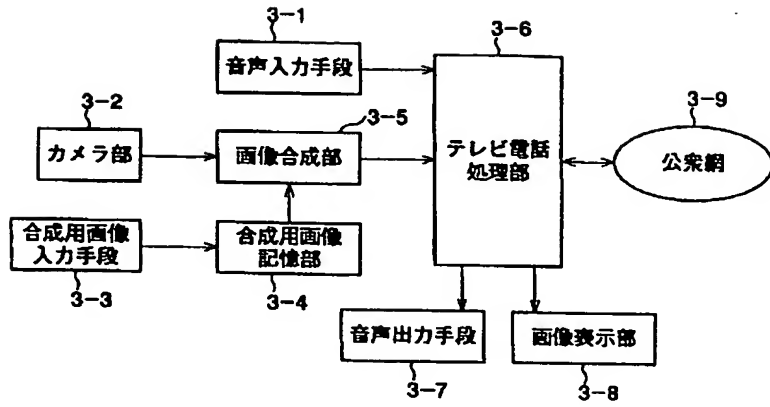 3-1
音声入力手段
3-6
テレビ電話
処理部
3-2
カメラ部
3-5
画像合成部
3-9
公衆網
合成用画像
入力手段
3-3
合成用画像
記憶部
3-4
音声出力手段
3-7
画像表示部
3-8